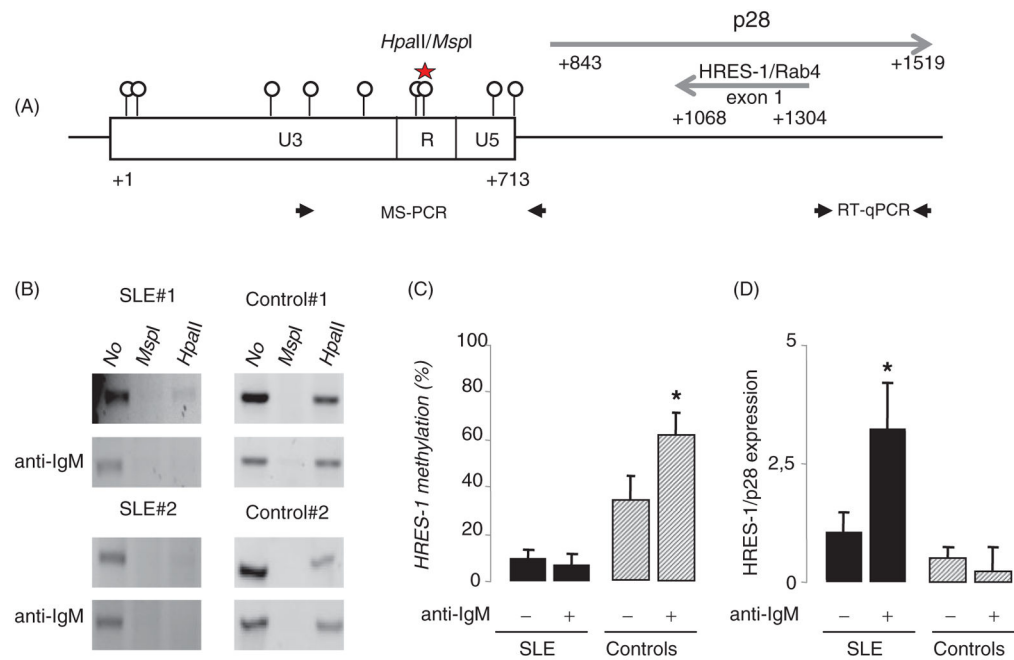 (A)
HpaII/MspI
p28
+843
+1519
HRES-1/Rab4
exon 1
+1068
+1304
U3
R
U5
+1
+713
MS-PCR
RT-qPCR
(B)
SLE#1
Control#1
No MspI HpaII
No MspI HpaII
anti-IgM
SLE#2
Control#2
anti-IgM
(C)
HRES-1 methylation (%)
100
80
60
40
20
0
*
anti-IgM − + − +
SLE Controls
(D)
HRES-1/p28 expression
5
2,5
0
*
anti-IgM − + − +
SLE Controls